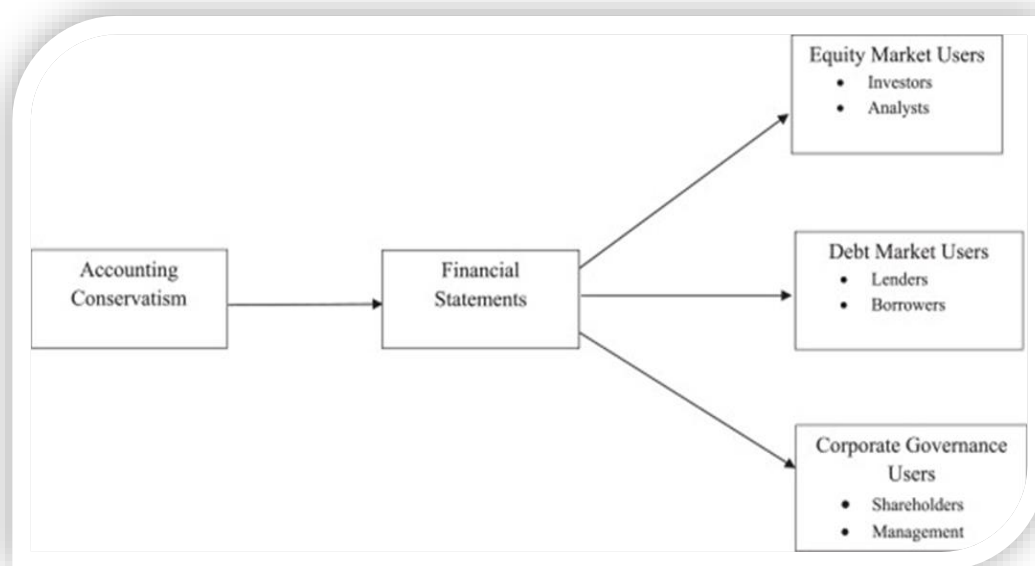 Accounting
Conservatism
Financial
Statements
Equity Market Users
• Investors
• Analysts
Debt Market Users
• Lenders
• Borrowers
Corporate Governance
Users
• Shareholders
• Management